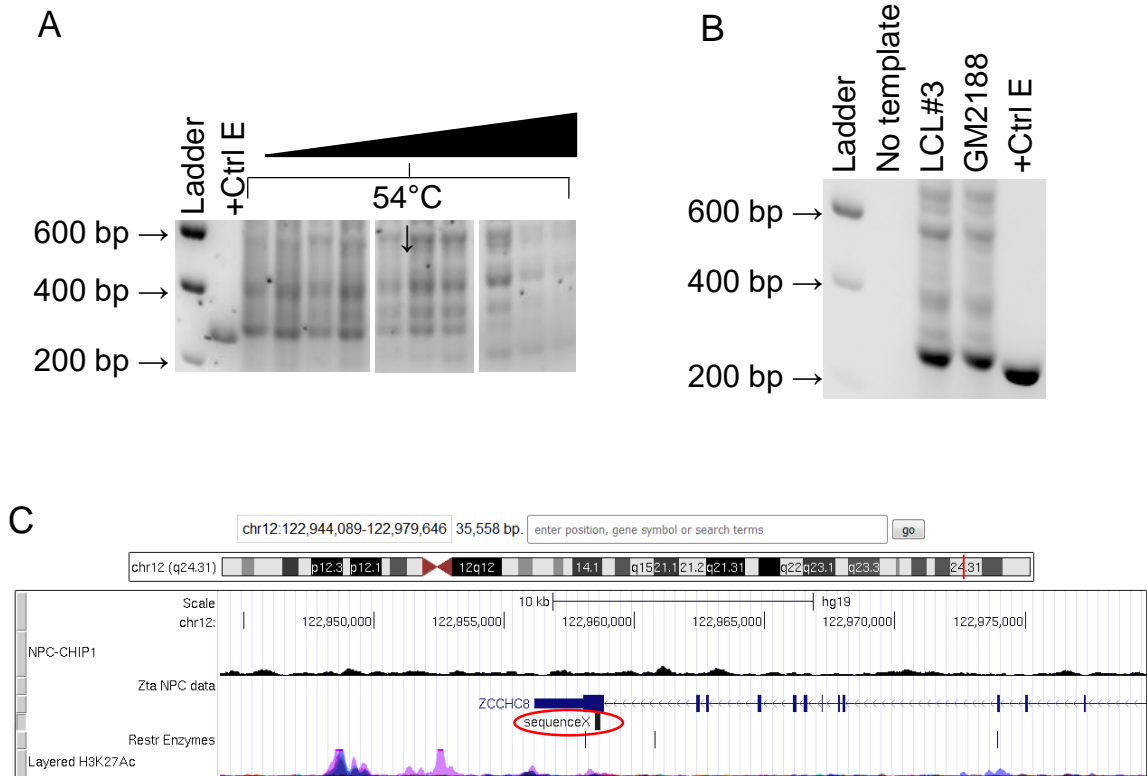 A
Ladder
+Ctrl E
54°C
600 bp →
400 bp →
200 bp →
B
Ladder
No template
LCL#3
GM2188
+Ctrl E
600 bp →
400 bp →
200 bp →
C
chr12:122,944,089-122,979,646 35,558 bp. enter position, gene symbol or search terms go
chr12 (q24.31) p12.3 p12.1 12q12 14.1 q15 21.1 21.2 q21.31 q22 q23.1 q23.3 24.31
Scale 10 kb hg19
chr12: 122,950,000 122,955,000 122,960,000 122,965,000 122,970,000 122,975,000
NPC-CHIP1
Zta NPC data
ZCCHC8
sequenceX
Restr Enzymes
Layered H3K27Ac